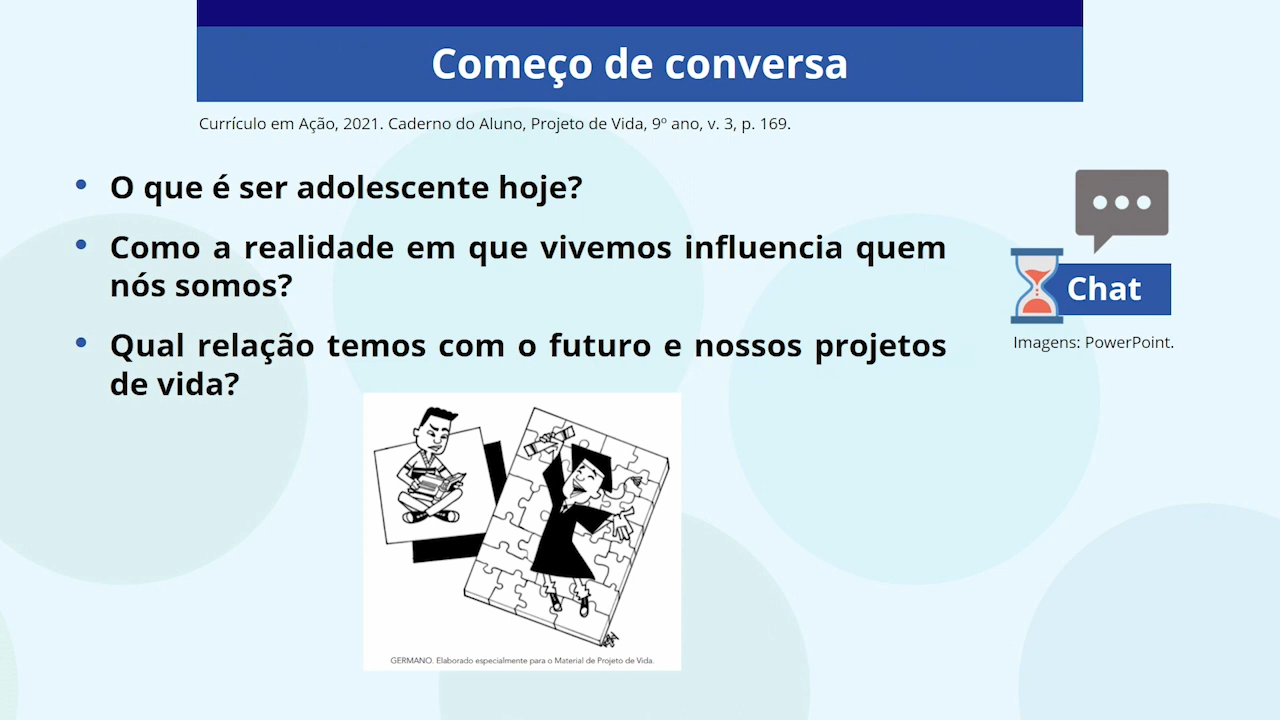 Começo de conversa
Currículo em Ação, 2021. Caderno do Aluno, Projeto de Vida, 9º ano, v. 3, p. 169.
• O que é ser adolescente hoje?
• Como a realidade em que vivemos influencia quem
nós somos?
• Qual relação temos com o futuro e nossos projetos
de vida?
Chat
Imagens: PowerPoint.
GERMANO. Elaborado especialmente para o Material de Projeto de Vida.